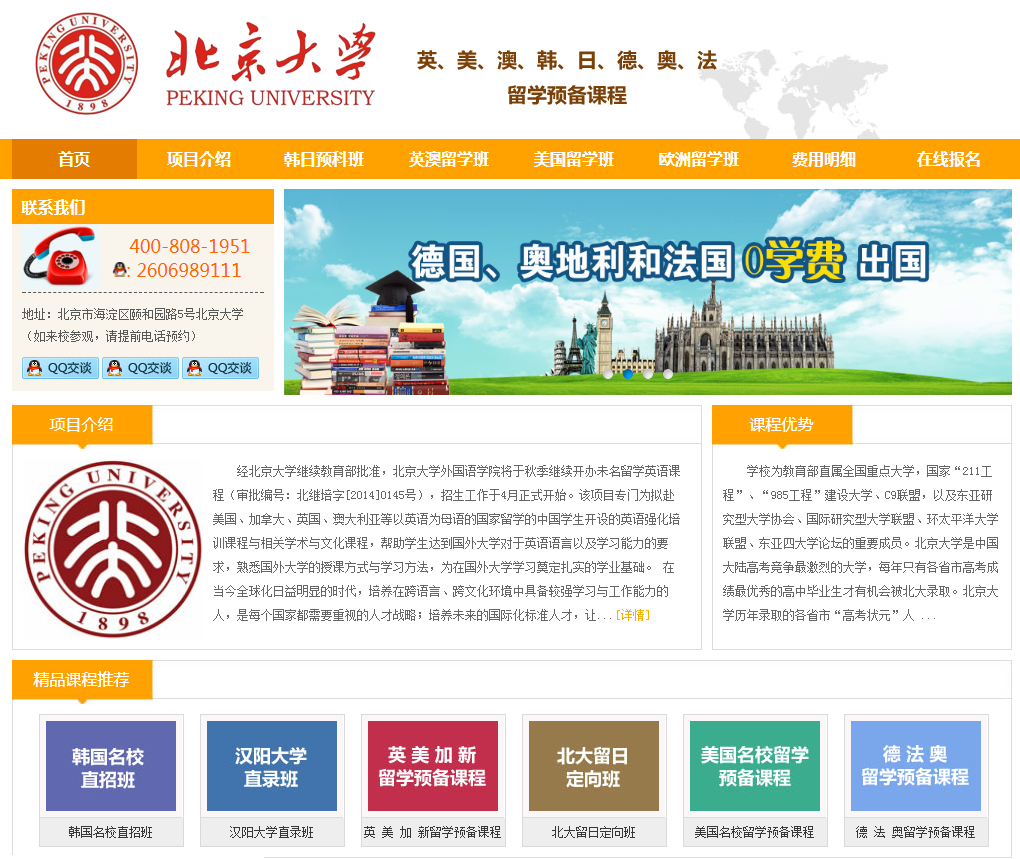 PEKING UNIVERSITY
1898
北京大学
PEKING UNIVERSITY
英、美、澳、韩、日、德、奥、法
留学预备课程
首页 项目介绍 韩日预科班 英澳留学班 美国留学班 欧洲留学班 费用明细 在线报名
联系我们
400-808-1951
: 2606989111
地址：北京市海淀区颐和园路5号北京大学
（如来校参观，请提前电话预约）
QQ交谈 QQ交谈 QQ交谈
德国、奥地利和法国 0学费 出国
项目介绍
PEKING UNIVERSITY
1898
经北京大学继续教育部批准，北京大学外国语学院将于秋季继续开办未名留学英语课
程（审批编号：北继培字[2014]0145号），招生工作于4月正式开始。该项目专门为拟赴
美国、加拿大、英国、澳大利亚等以英语为母语的国家留学的中国学生开设的英语强化培
训课程与相关学术与文化课程，帮助学生达到国外大学对于英语语言以及学习能力的要
求，熟悉国外大学的授课方式与学习方法，为在国外大学学习奠定扎实的学业基础。 在
当今全球化日益明显的时代，培养在跨语言、跨文化环境中具备较强学习与工作能力的
人，是每个国家都需要重视的人才战略；培养未来的国际化标准人才，让...[详情]
课程优势
学校为教育部直属全国重点大学，国家“211工
程”、“985工程”建设大学、C9联盟，以及东亚研
究型大学协会、国际研究型大学联盟、环太平洋大学
联盟、东亚四大学论坛的重要成员。北京大学是中国
大陆高考竞争最激烈的大学，每年只有各省市高考成
绩最优秀的高中毕业生才有机会被北大录取。北京大
学历年录取的各省市“高考状元”人 ...
精品课程推荐
韩国名校
直招班
韩国名校直招班
汉阳大学
直录班
汉阳大学直录班
英 美 加 新
留学预备课程
英 美 加 新留学预备课程
北大留日
定向班
北大留日定向班
美国名校留学
预备课程
美国名校留学预备课程
德 法 奥
留学预备课程
德 法 奥留学预备课程